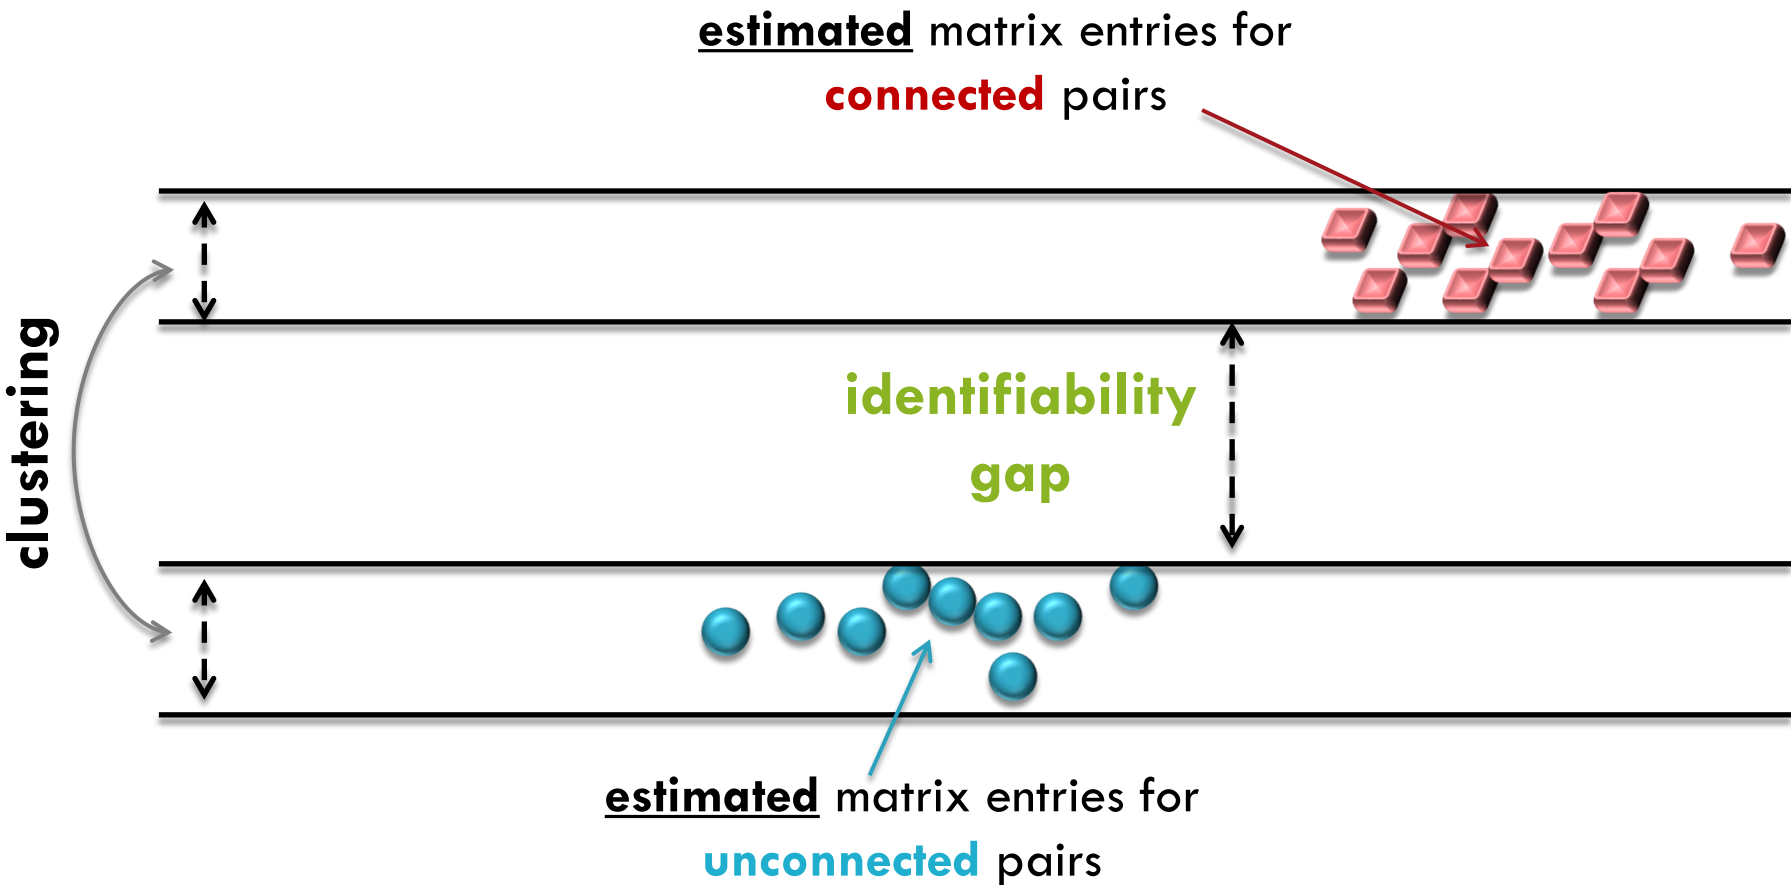 estimated matrix entries for
connected pairs
clustering
identifiability
gap
estimated matrix entries for
unconnected pairs